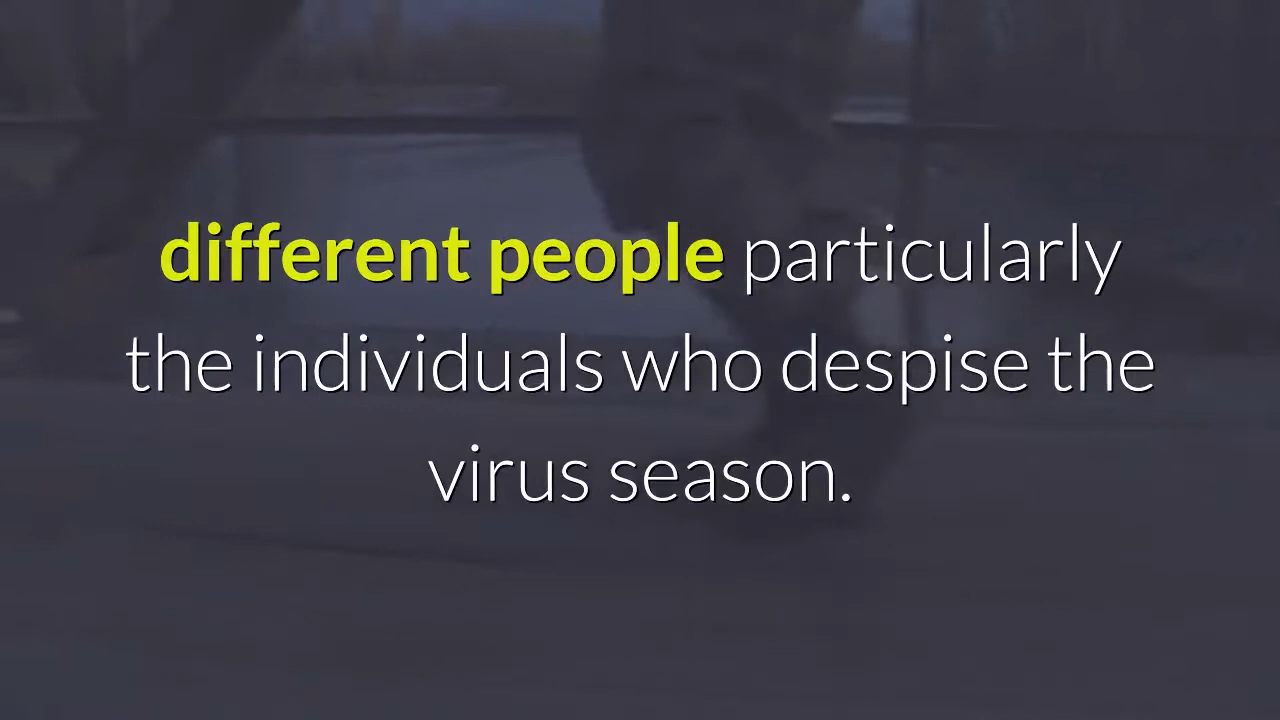 different people particularly
the individuals who despise the
virus season.